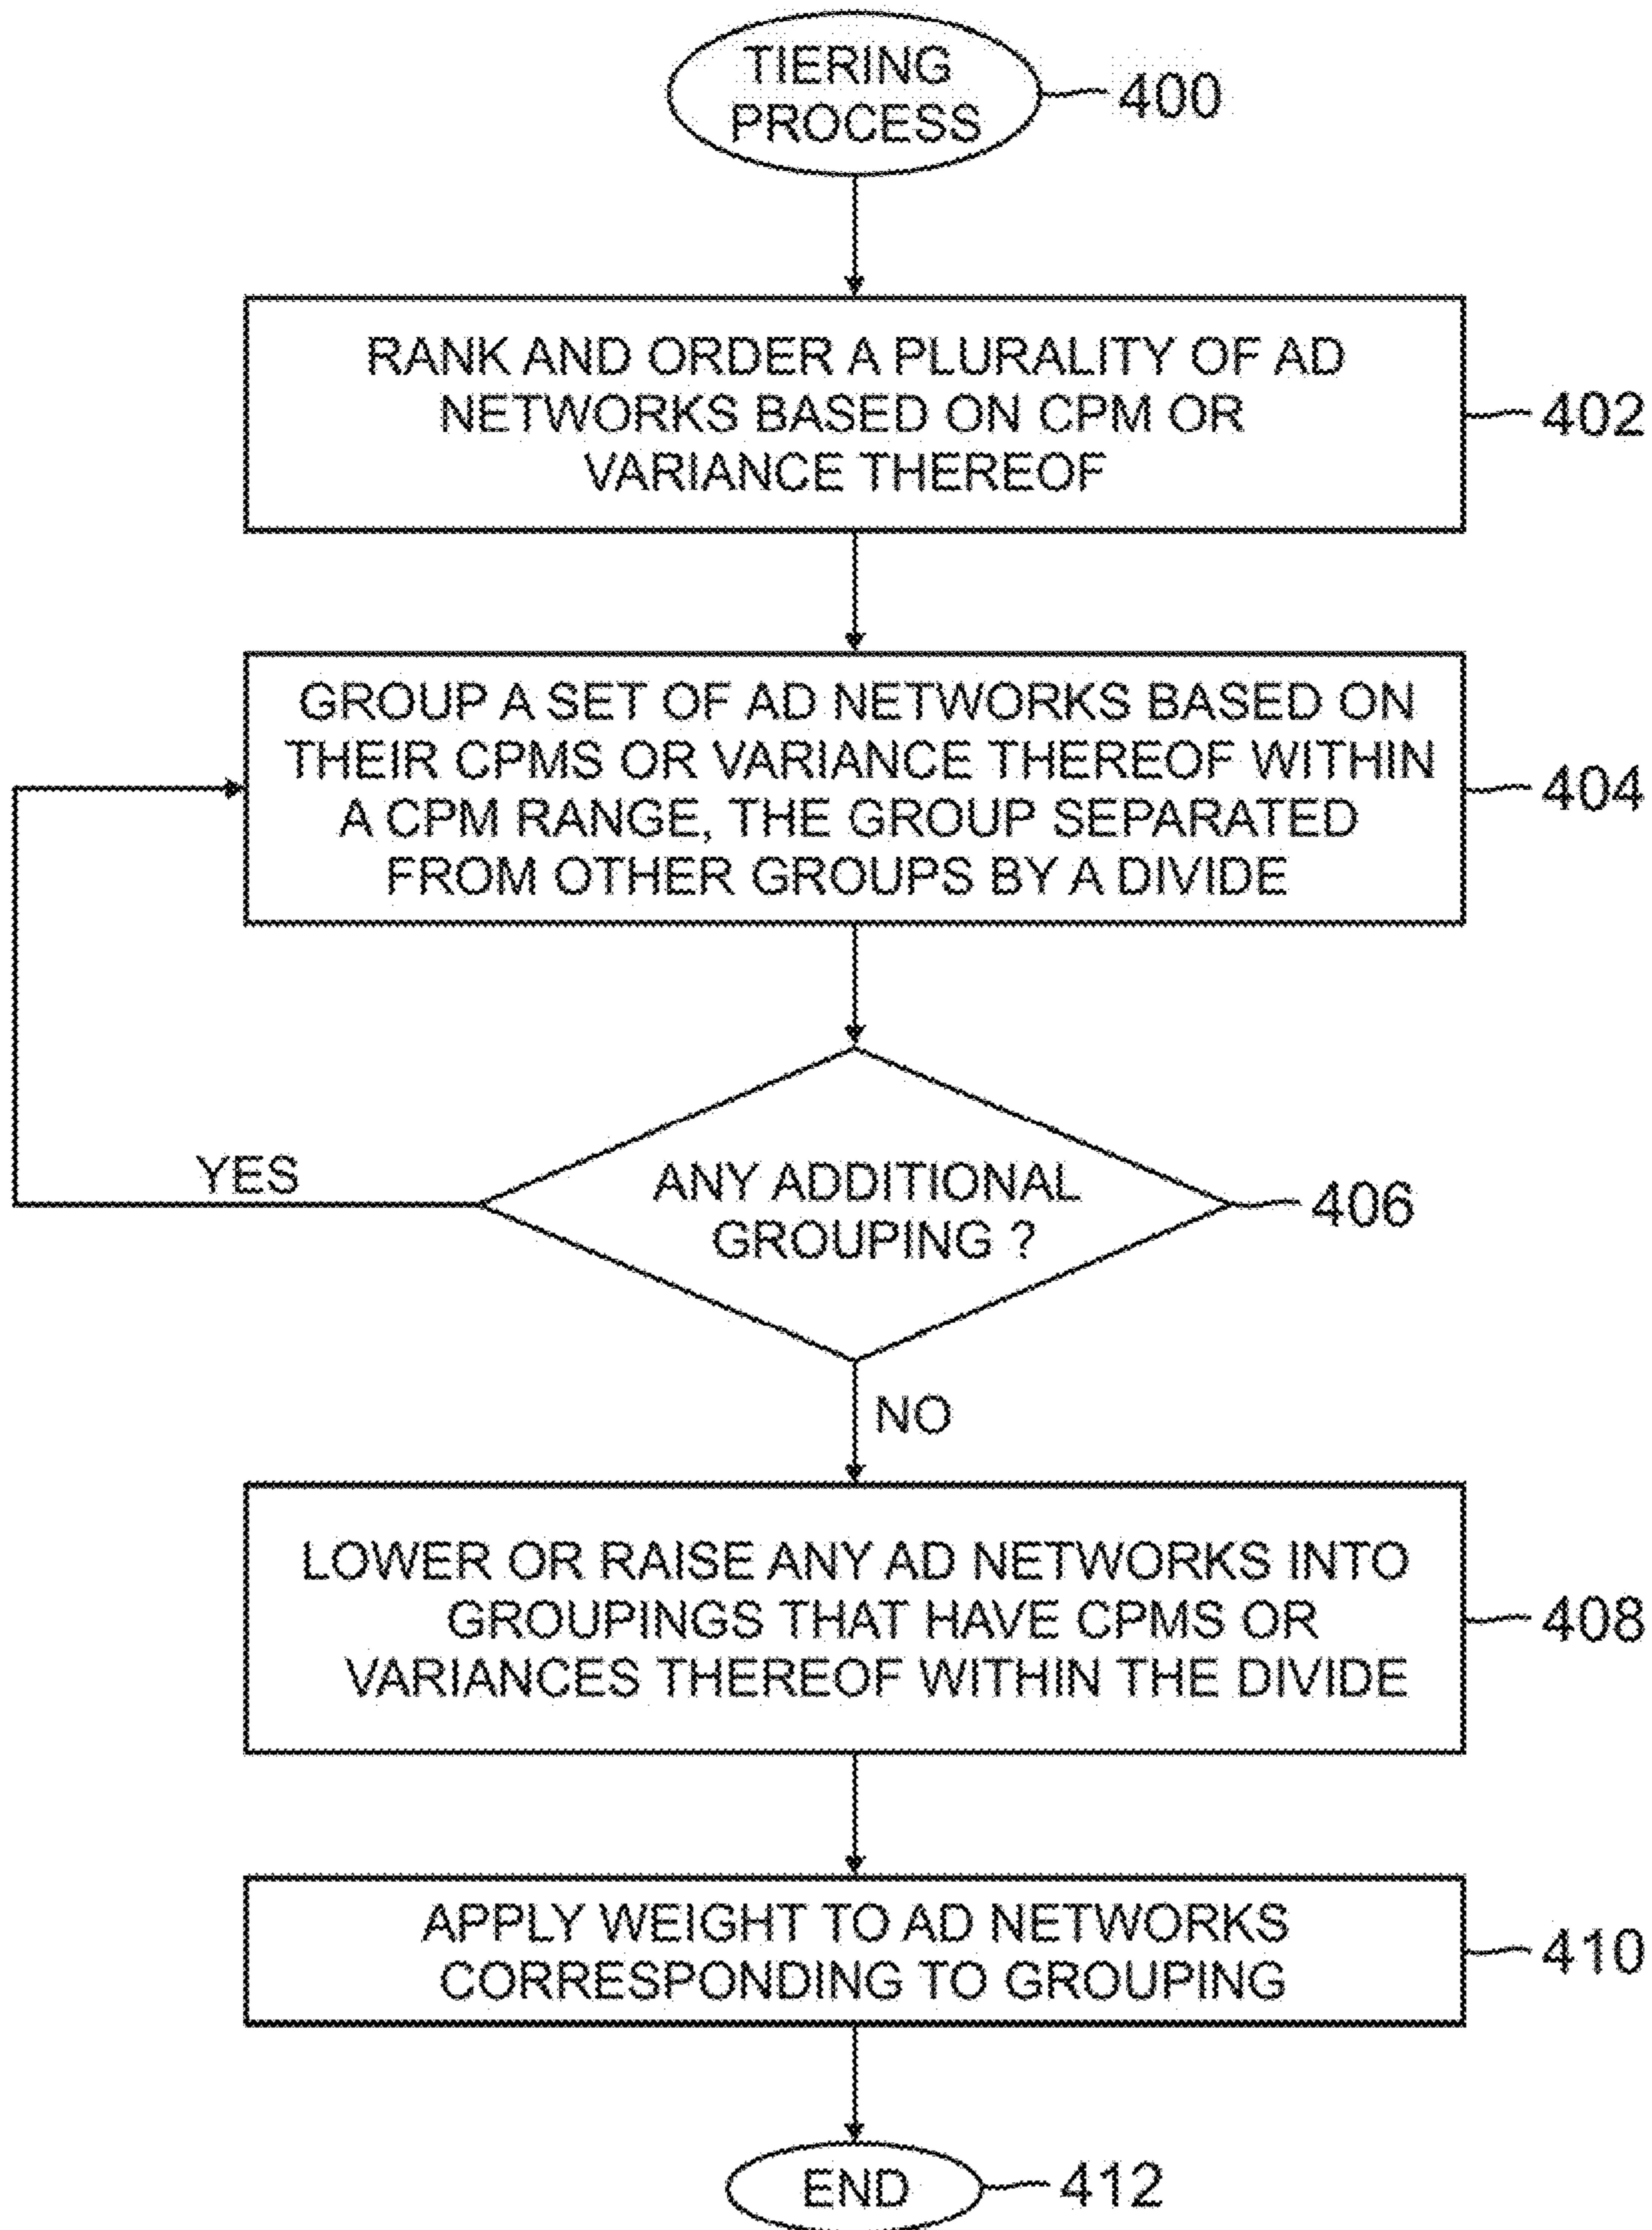 TIERING
PROCESS
400
RANK AND ORDER A PLURALITY OF AD
NETWORKS BASED ON CPM OR
VARIANCE THEREOF
402
GROUP A SET OF AD NETWORKS BASED ON
THEIR CPMS OR VARIANCE THEREOF WITHIN
A CPM RANGE, THE GROUP SEPARATED
FROM OTHER GROUPS BY A DIVIDE
404
YES
ANY ADDITIONAL
GROUPING ?
406
NO
LOWER OR RAISE ANY AD NETWORKS INTO
GROUPINGS THAT HAVE CPMS OR
VARIANCES THEREOF WITHIN THE DIVIDE
408
APPLY WEIGHT TO AD NETWORKS
CORRESPONDING TO GROUPING
410
END
412